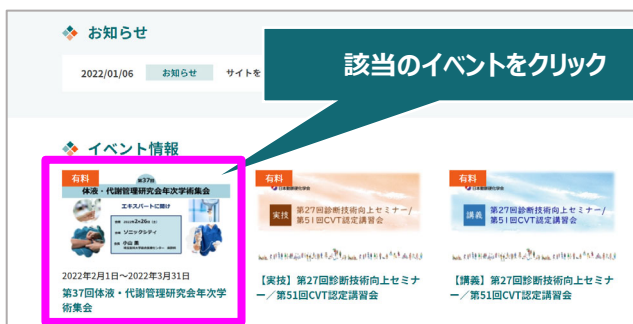 お知らせ
2022/01/06 お知らせ サイトを
該当のイベントをクリック
イベント情報
有料
第37回
体液・代謝管理研究会年次学術集会
エキスパートに聞け
2022年2月26日
ソニックシティ
小山 薫
2022年2月1日～2022年3月31日
第37回体液・代謝管理研究会年次学
術集会
有料
日本動脈硬化学会
実技
第27回診断技術向上セミナー/
第51回CVT認定講習会
【実技】第27回診断技術向上セミナ
ー／第51回CVT認定講習会
有料
講義
第27回診断技術向上セミナー/
第51回CVT認定講習会
【講義】第27回診断技術向上セミナ
ー／第51回CVT認定講習会